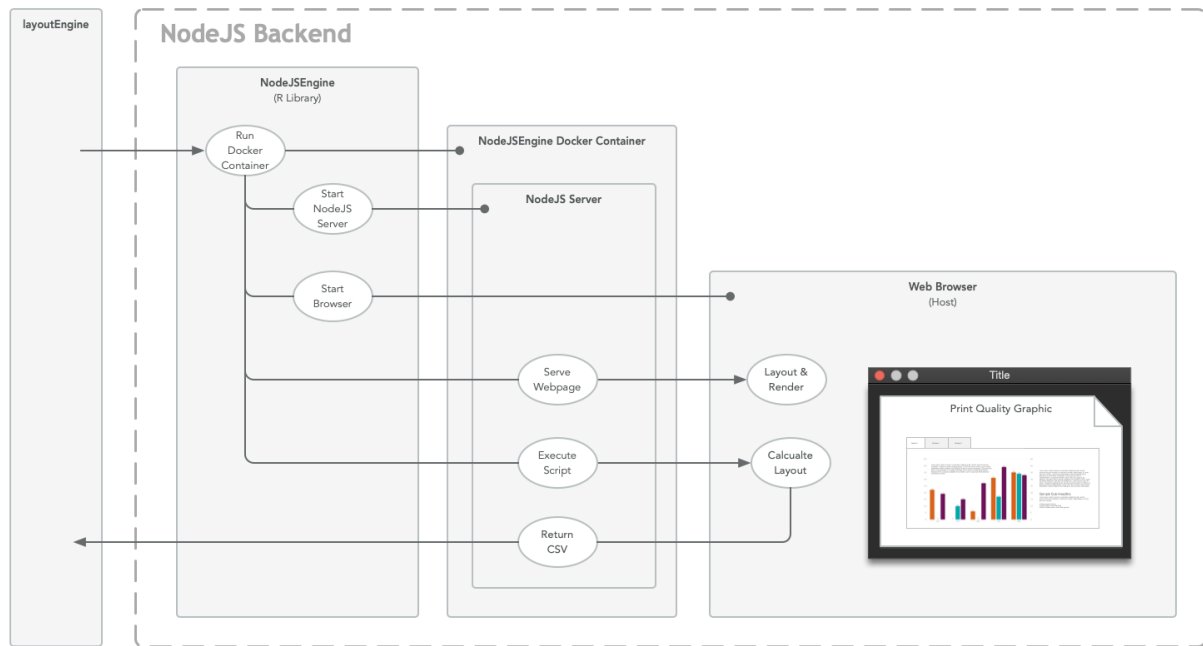 layoutEngine
NodeJS Backend
NodeJSEngine
(R Library)
Run
Docker
Container
NodeJSEngine Docker Container
Start
NodeJS
Server
NodeJS Server
Start
Browser
Web Browser
(Host)
Serve
Webpage
Layout &
Render
Title
Print Quality Graphic
Execute
Script
Calcualte
Layout
Return
CSV